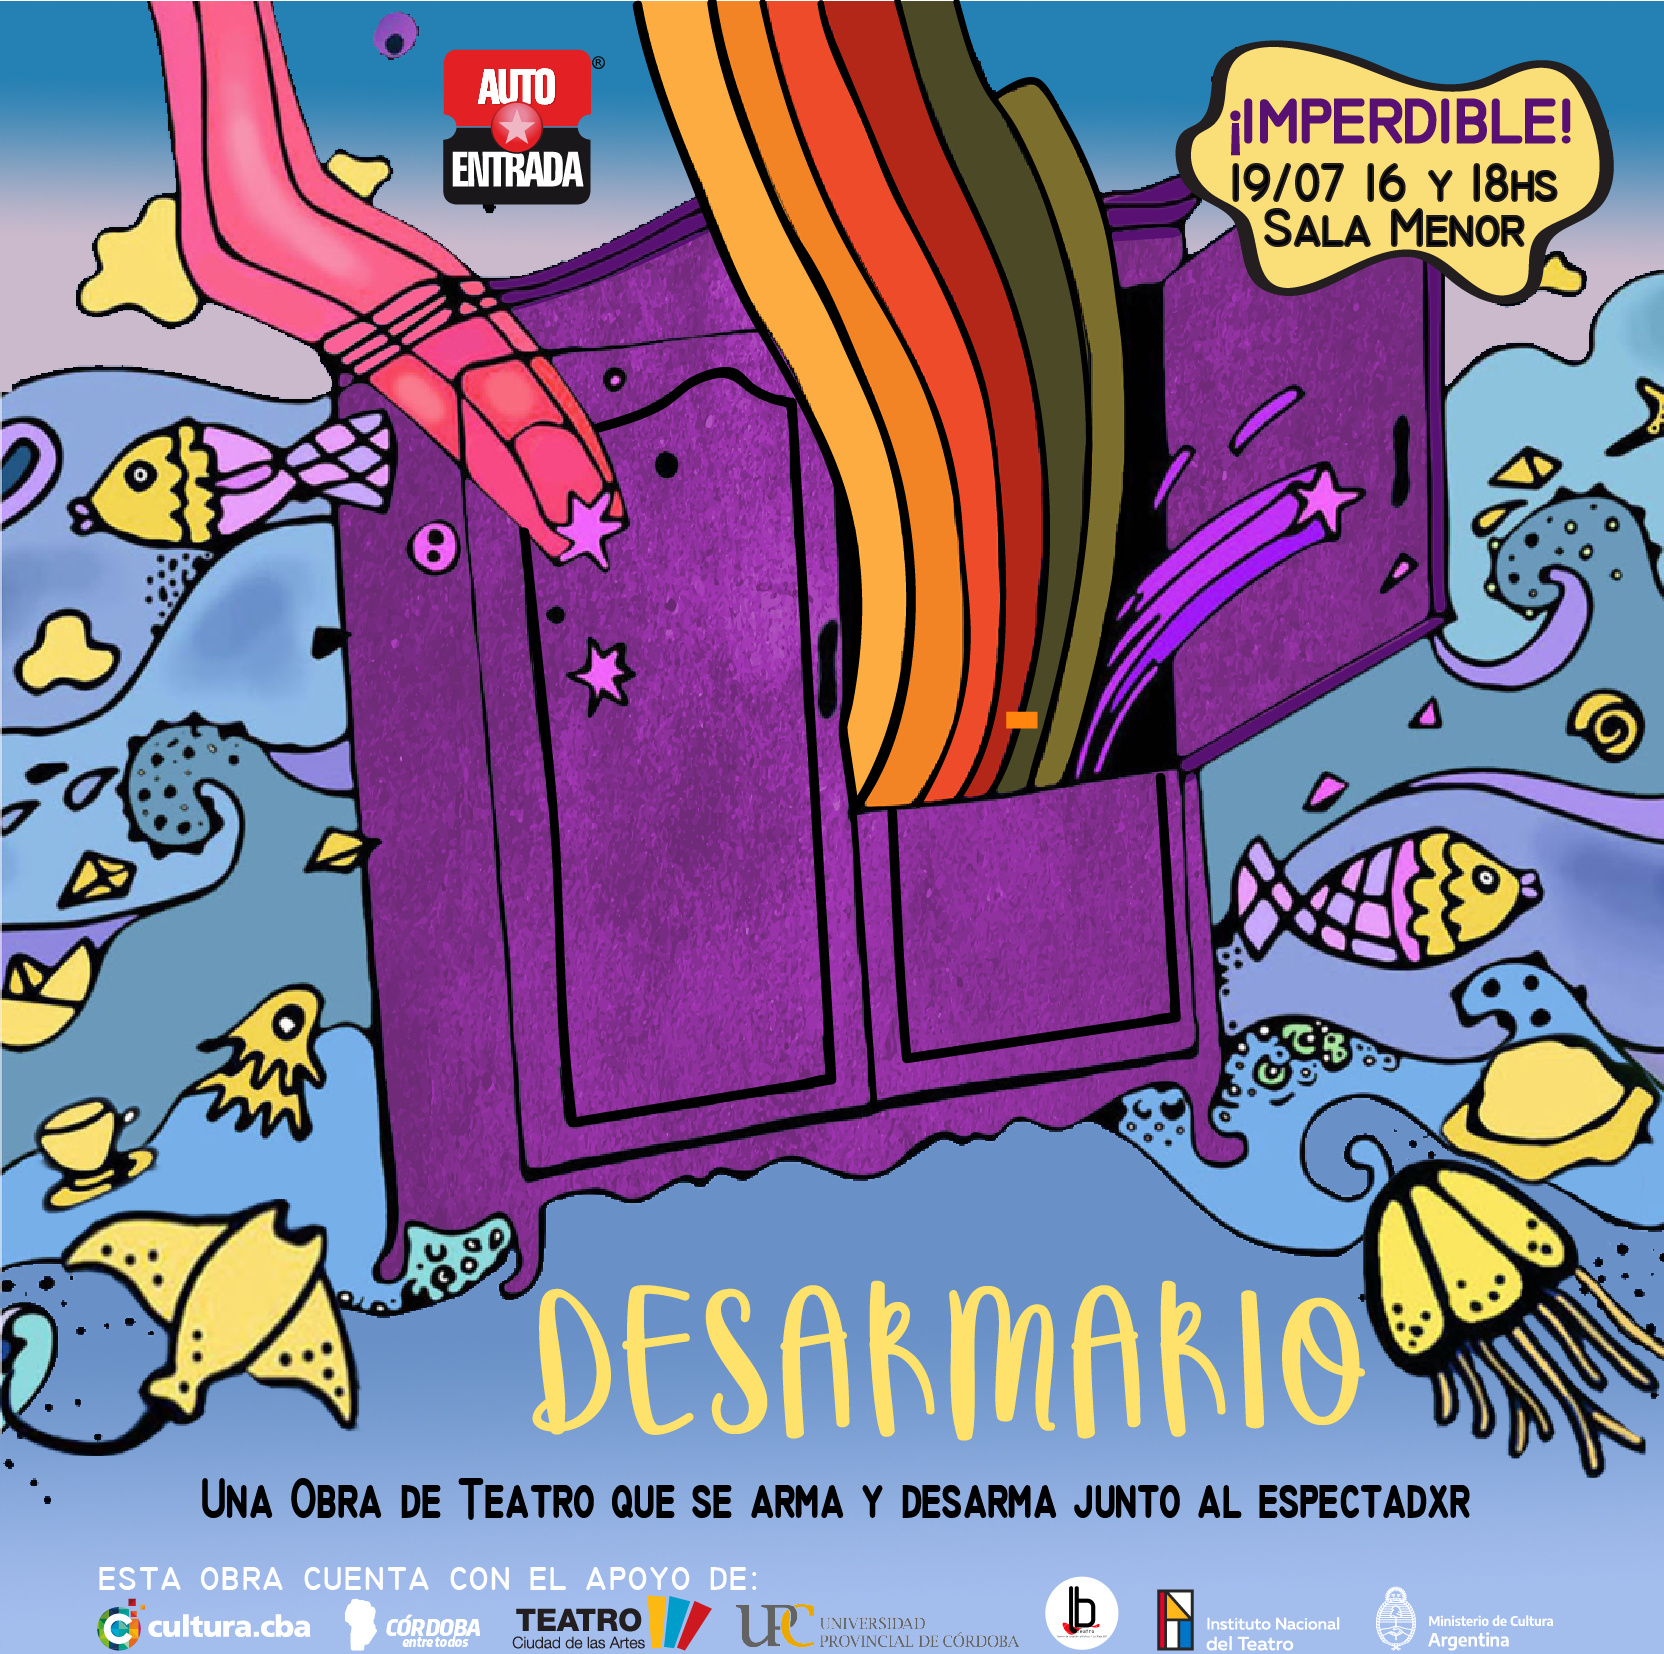 AUTO
ENTRADA
®
¡IMPERDIBLE!
19/07 16 Y 18HS
SALA MENOR
DESARMARIO
UNA OBRA DE TEATRO QUE SE ARMA Y DESARMA JUNTO AL ESPECTADXR
ESTA OBRA CUENTA CON EL APOYO DE:
cultura.cba
CÓRDOBA
entre todos
TEATRO
Ciudad de las Artes
UPC
UNIVERSIDAD
PROVINCIAL DE CÓRDOBA
Instituto Nacional
del Teatro
Ministerio de Cultura
Argentina